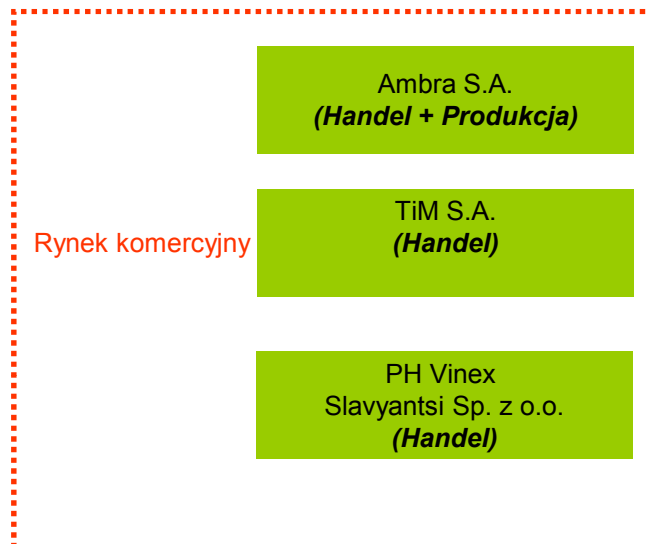 Ambra S.A.
(Handel + Produkcja)
TiM S.A.
Rynek komercyjny
(Handel)
PH Vinex
Slavyantsi Sp. z o.o.
(Handel)